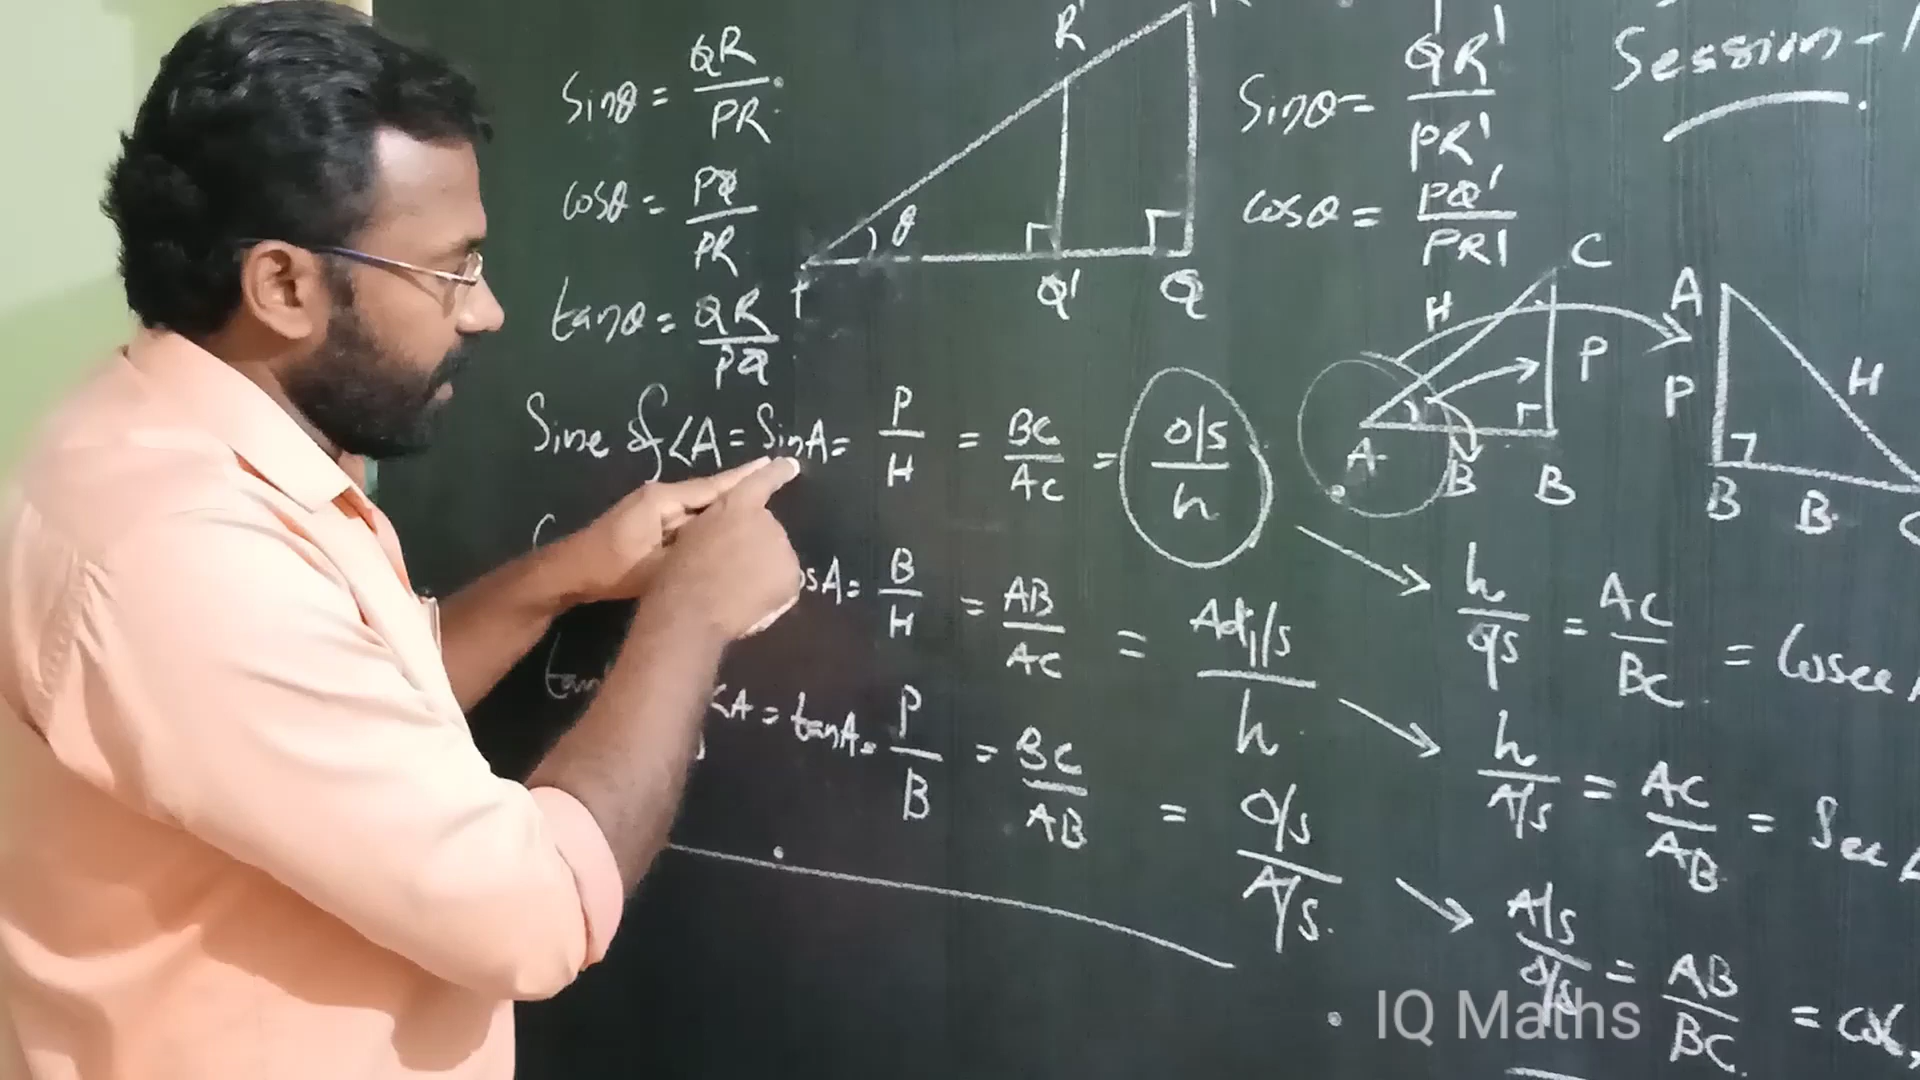 Sinθ = QR/PR
cosθ = PQ/PR
tanθ = QR/PQ
R'
θ
Q' Q
Sinθ = QR'/PR'
cosθ = PQ'/PR'
Session -
C
H
P
A
B B
A
P
H
B B
Sine of <A = SinA = P/H = BC/AC = o/s/h
osA = B/H = AB/AC = Adj/s/h
tan <A = tanA = P/B = BC/AB = o/s/A/s
h/o/s = AC/BC = Cosec
h/A/s = AC/AB = Sec
A/s/o/s = AB/BC = cot
IQ Maths